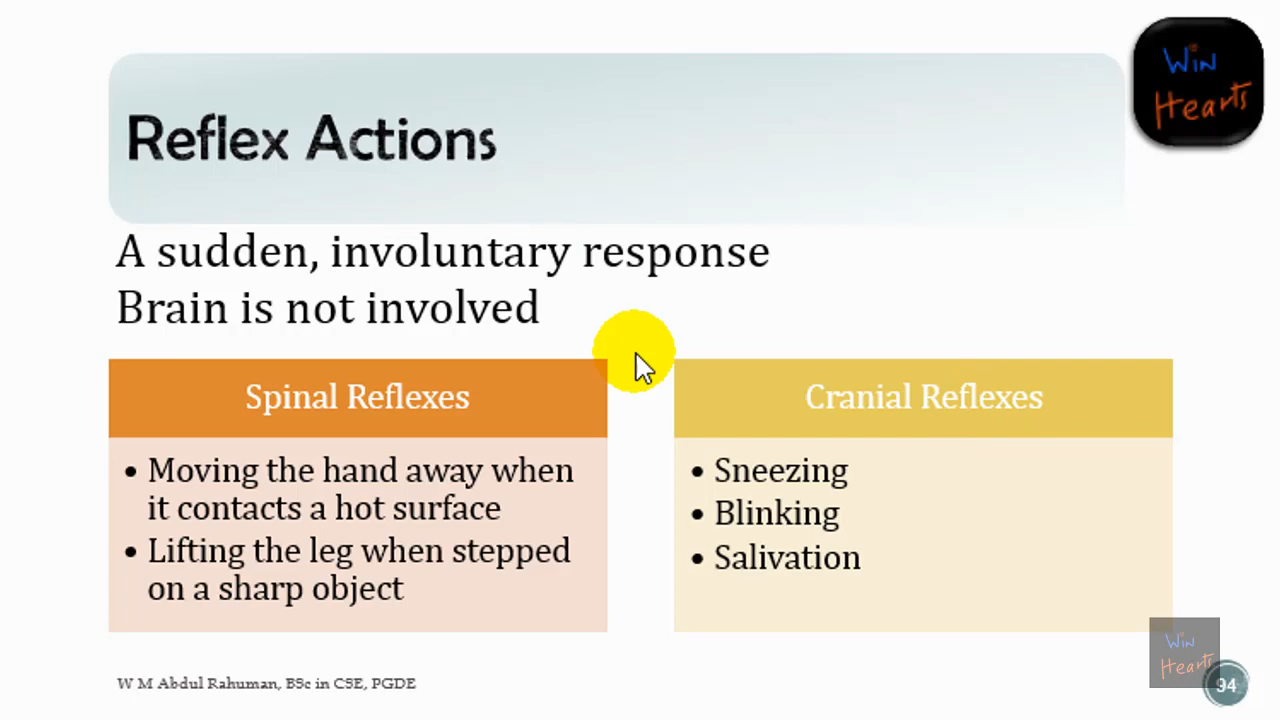 Win
Hearts
Reflex Actions
A sudden, involuntary response
Brain is not involved
Spinal Reflexes
• Moving the hand away when
it contacts a hot surface
• Lifting the leg when stepped
on a sharp object
Cranial Reflexes
• Sneezing
• Blinking
• Salivation
W M Abdul Rahuman, BSc in CSE, PGDE
Win
Hearts
94